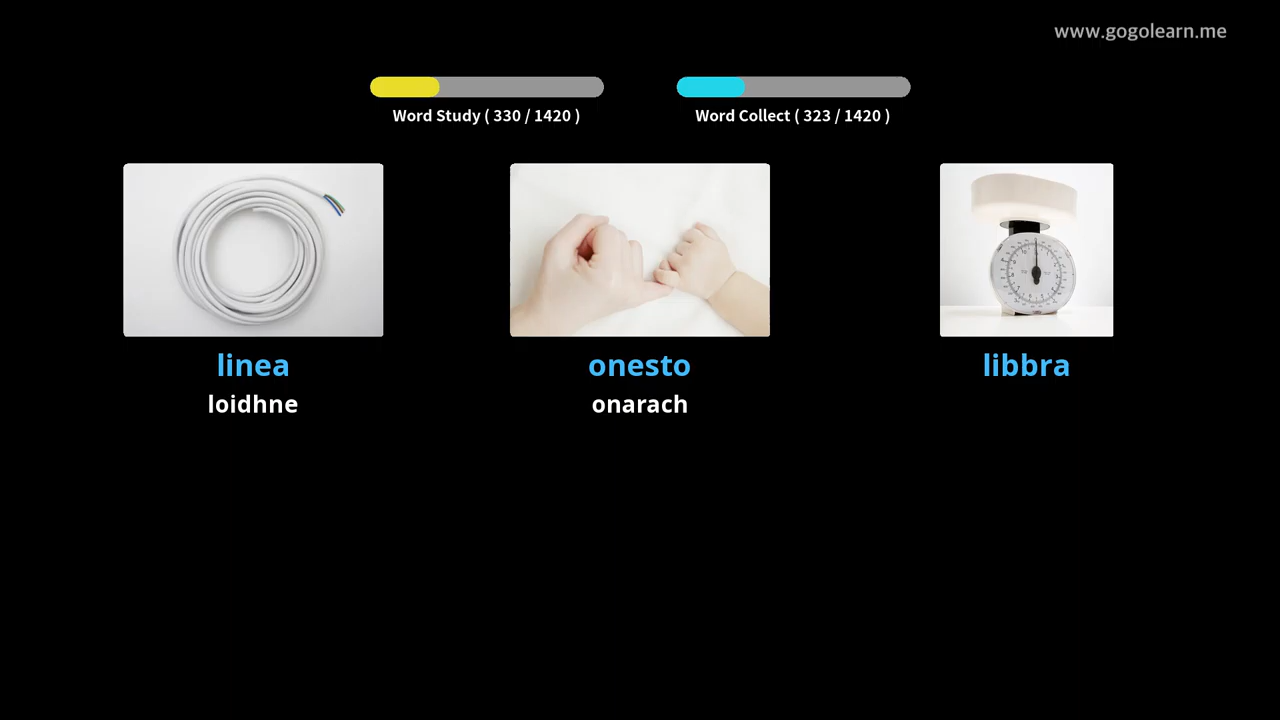 www.gogolearn.me
Word Study ( 330 / 1420 )
Word Collect ( 323 / 1420 )
linea
loidhne
onesto
onarach
libbra